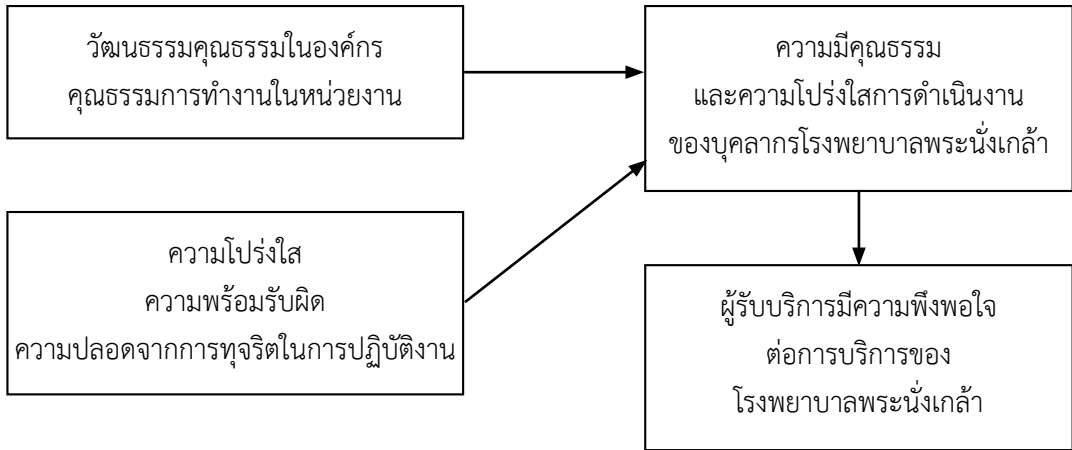 วัฒนธรรมคุณธรรมในองค์กร
คุณธรรมการทำงานในหน่วยงาน
ความโปร่งใส
ความพร้อมรับผิด
ความปลอดจากการทุจริตในการปฏิบัติงาน
ความมีคุณธรรม
และความโปร่งใสการดำเนินงาน
ของบุคลากรโรงพยาบาลพระนั่งเกล้า
ผู้รับบริการมีความพึงพอใจ
ต่อการบริการของ
โรงพยาบาลพระนั่งเกล้า